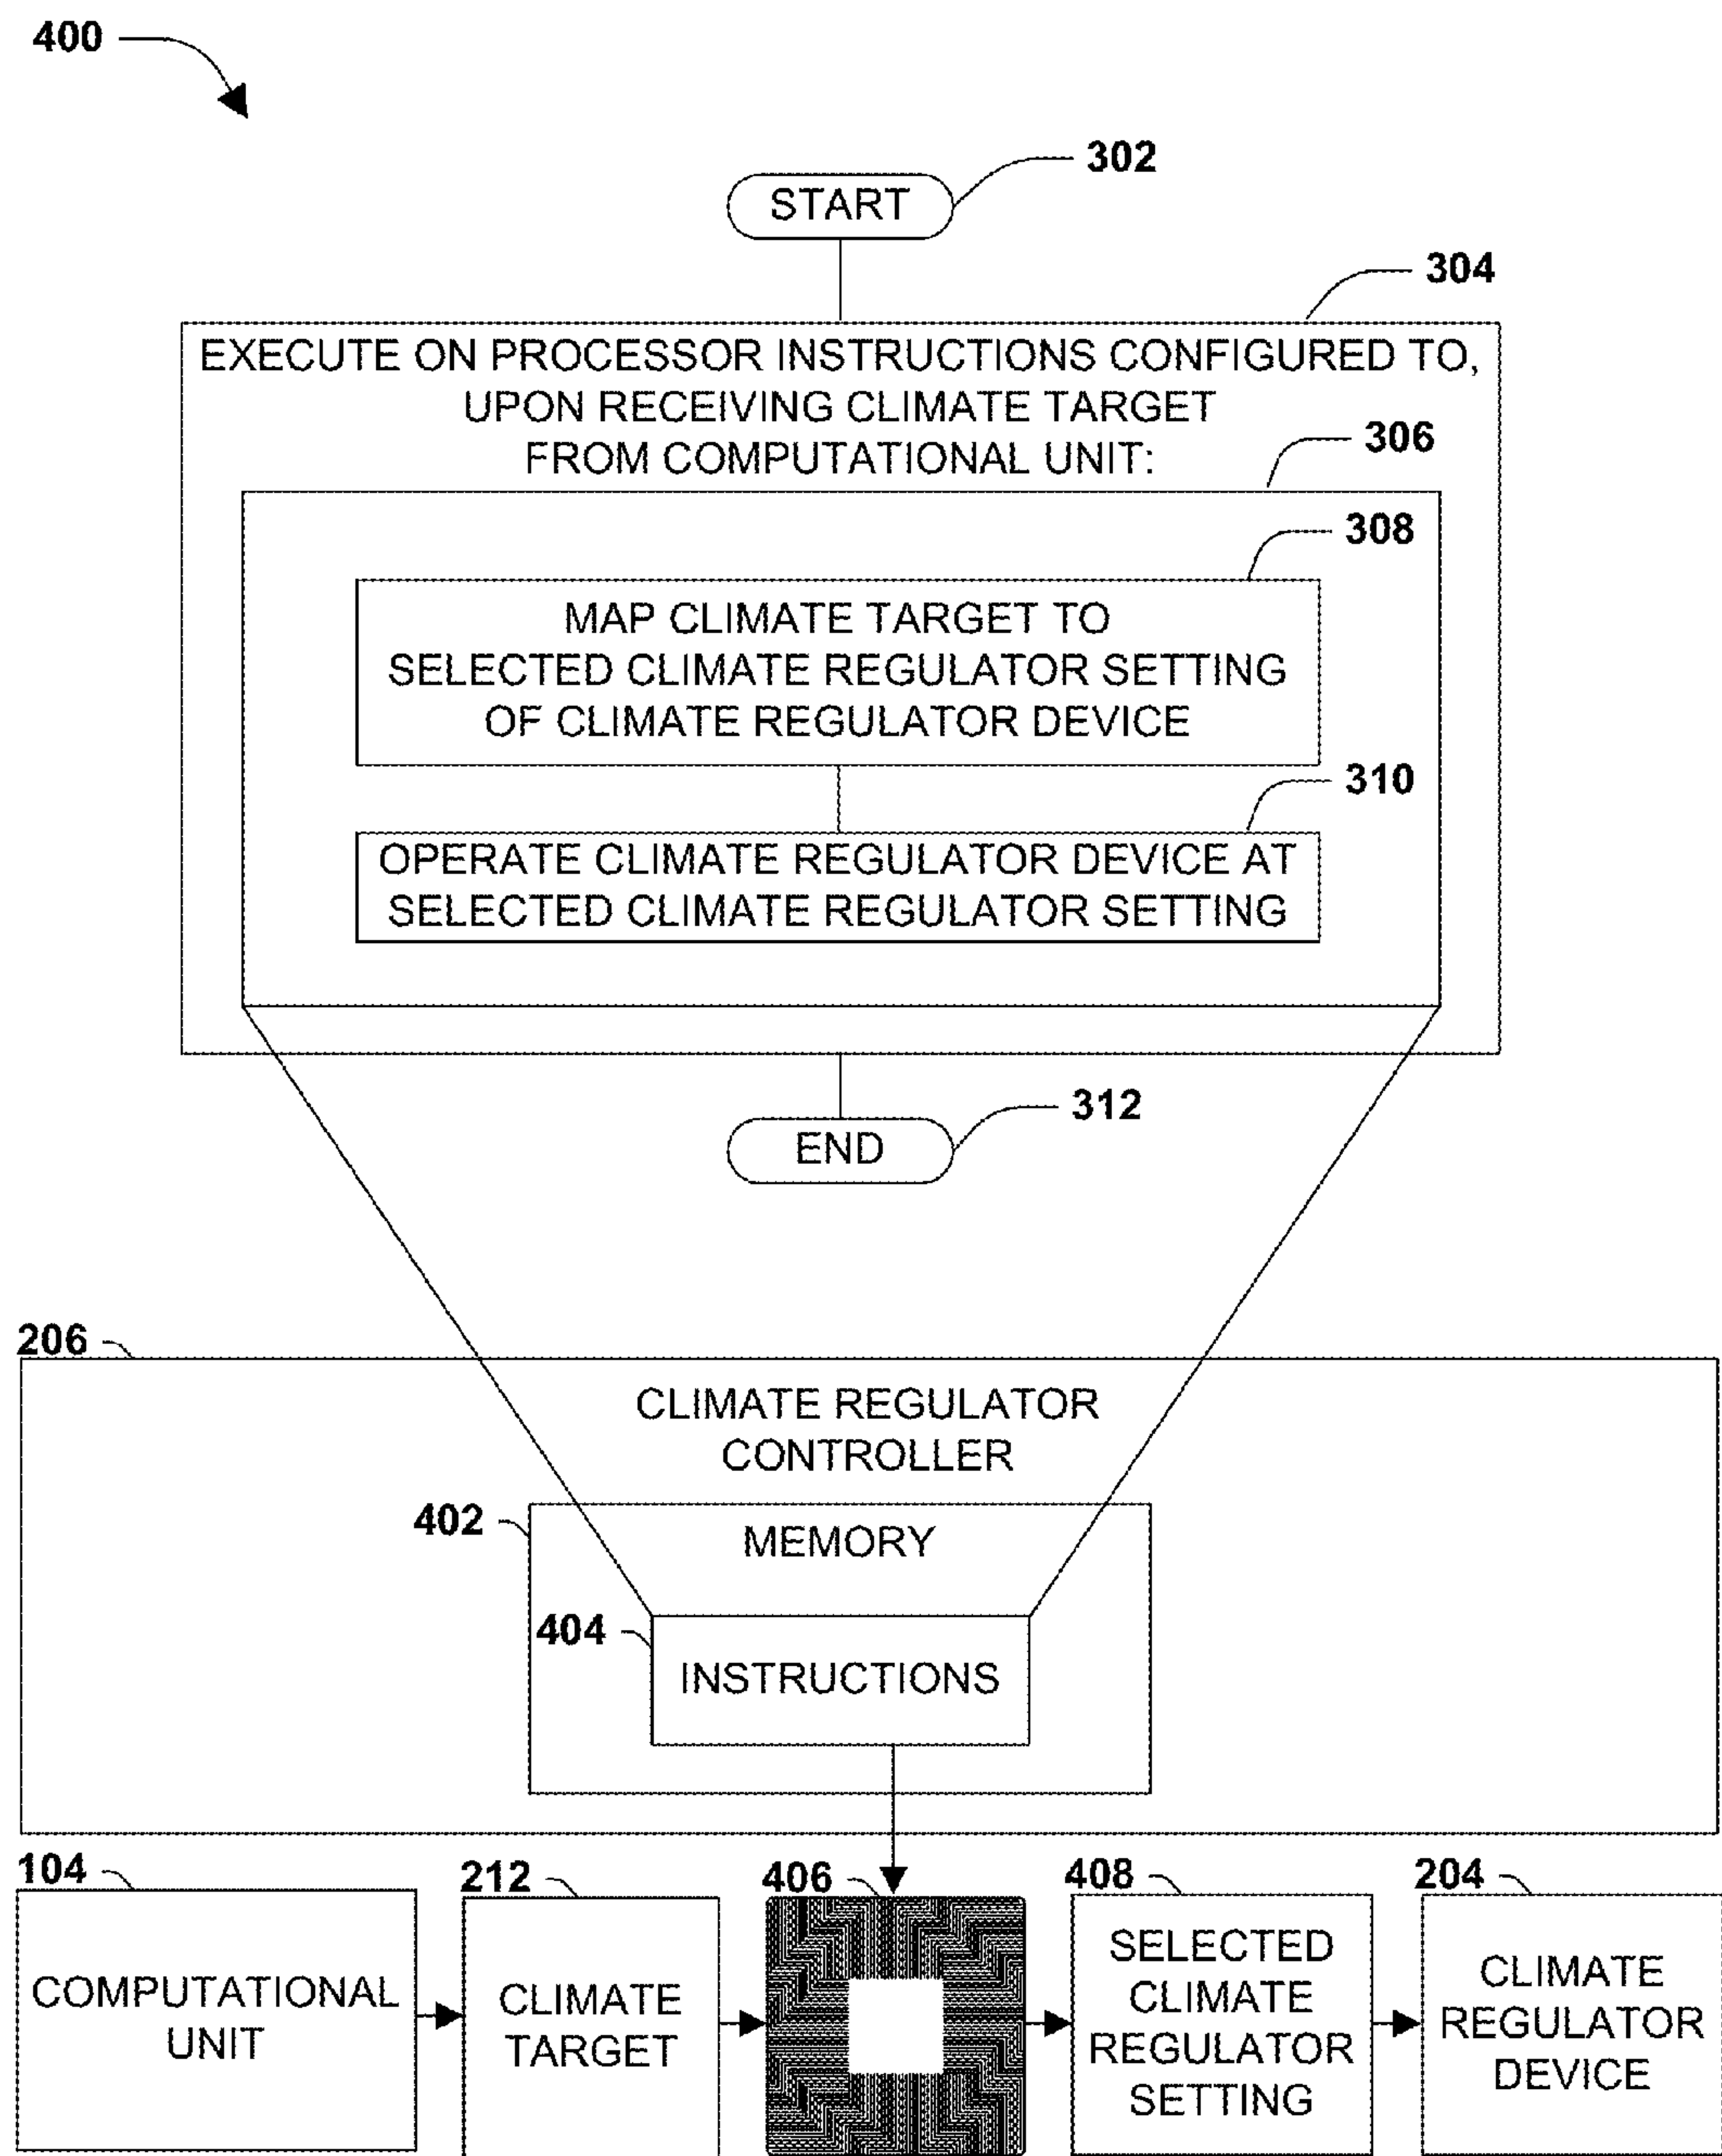 400
302
START
304
EXECUTE ON PROCESSOR INSTRUCTIONS CONFIGURED TO,
UPON RECEIVING CLIMATE TARGET
FROM COMPUTATIONAL UNIT:
306
308
MAP CLIMATE TARGET TO
SELECTED CLIMATE REGULATOR SETTING
OF CLIMATE REGULATOR DEVICE
310
OPERATE CLIMATE REGULATOR DEVICE AT
SELECTED CLIMATE REGULATOR SETTING
312
END
206
CLIMATE REGULATOR
CONTROLLER
402
MEMORY
404
INSTRUCTIONS
104
COMPUTATIONAL
UNIT
212
CLIMATE
TARGET
406
408
SELECTED
CLIMATE
REGULATOR
SETTING
204
CLIMATE
REGULATOR
DEVICE